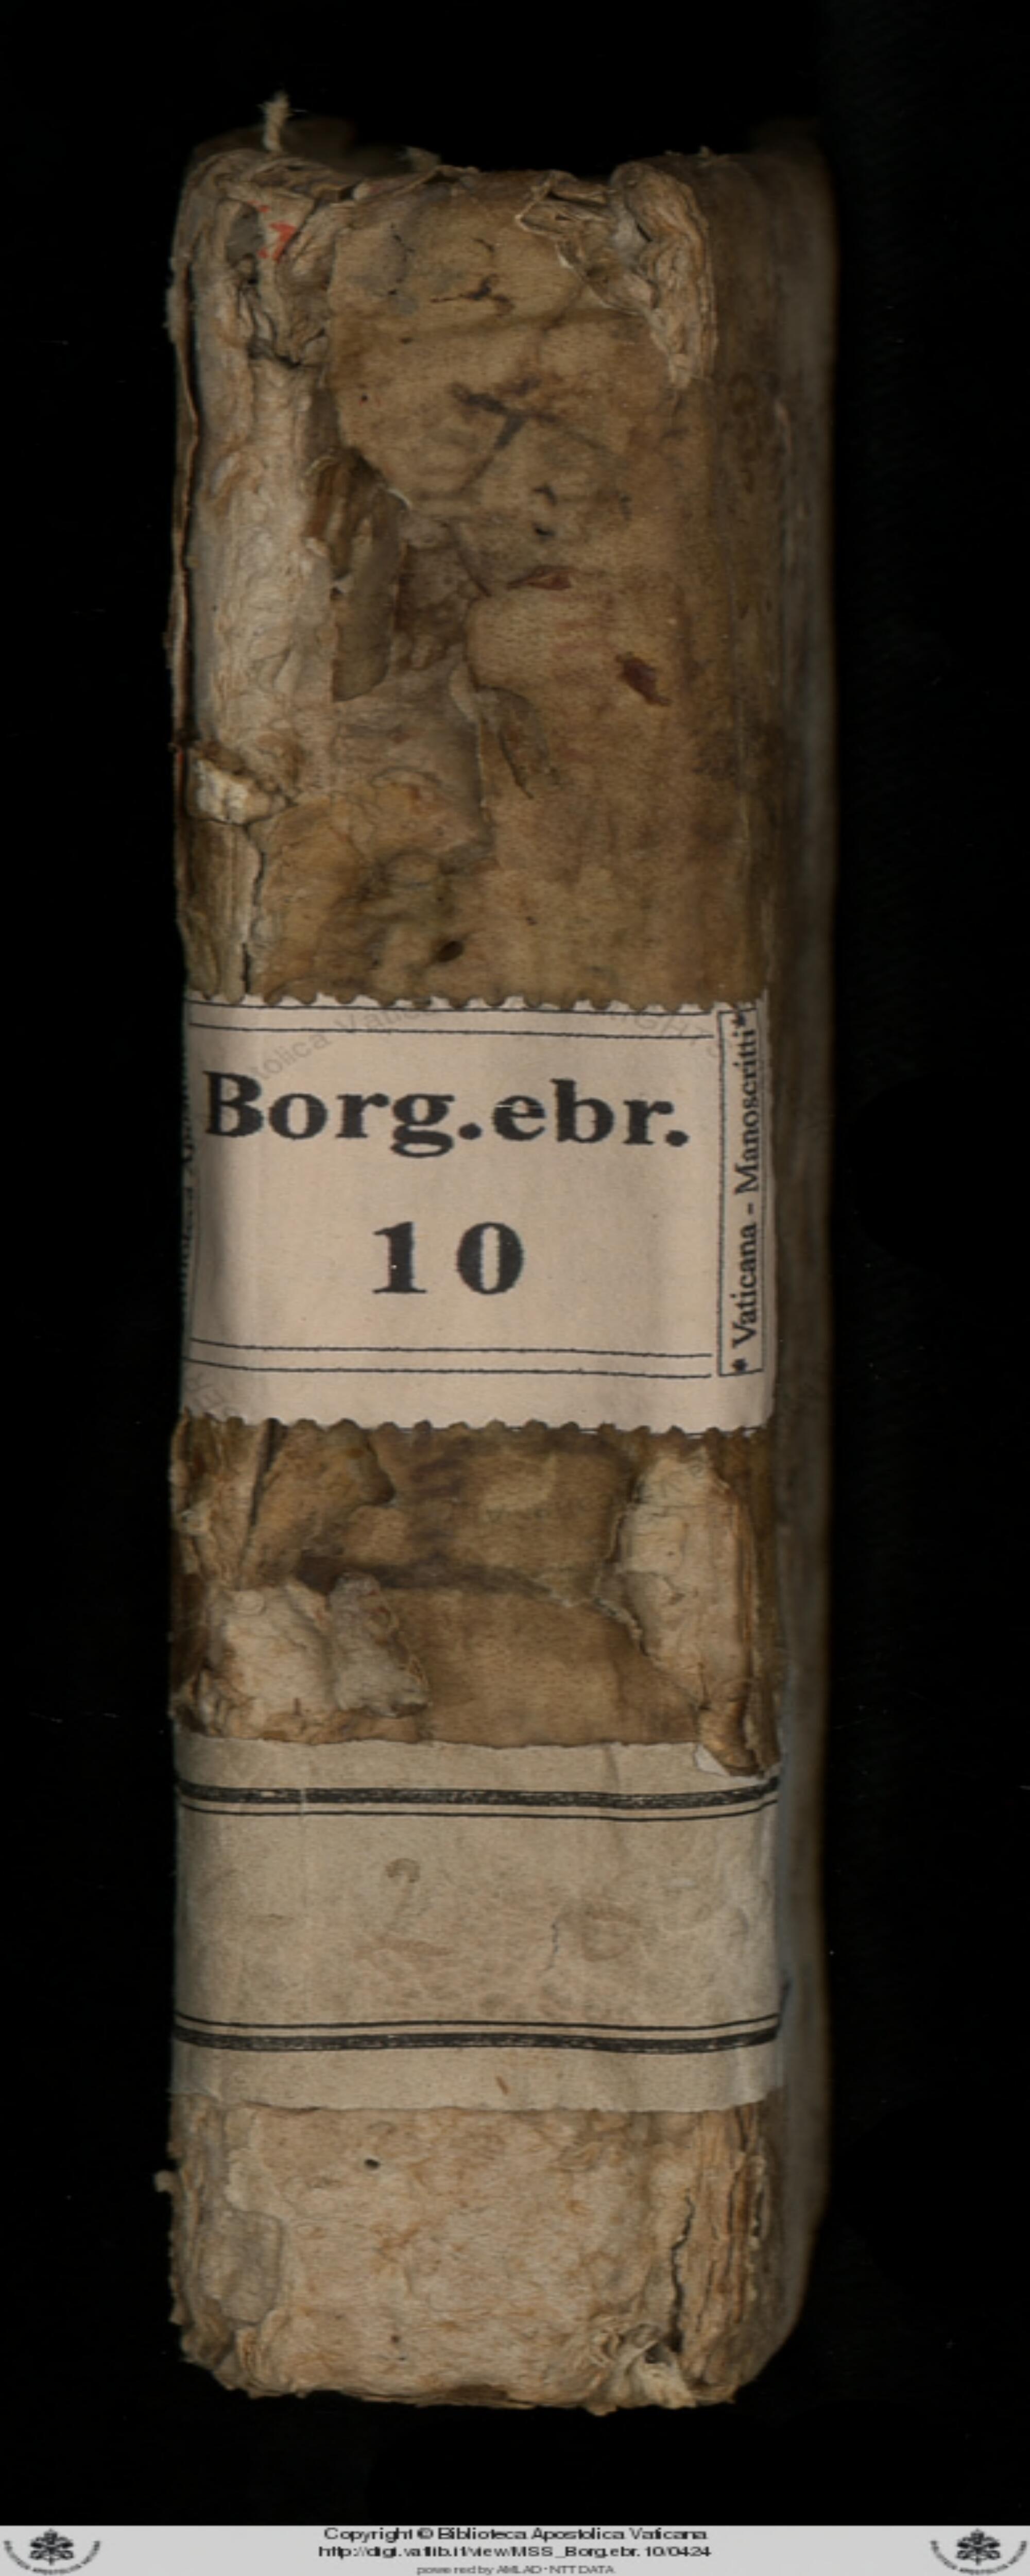 Borg.ebr.
10
* Vaticana - Manoscritti *
Copyright © Biblioteca Apostolica Vaticana
http://digi.vatlib.it/view/MSS_Borg.ebr.10/0424
powered by AMLAD - NTT DATA